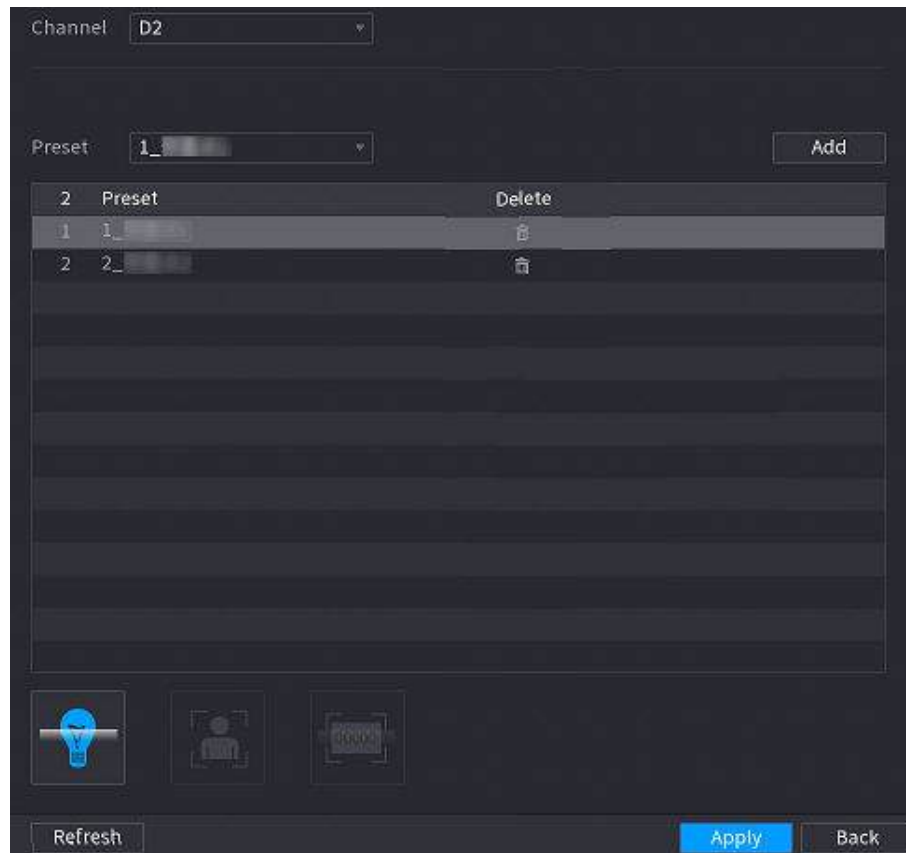 Channel D2
Preset 1_
Add
2 Preset Delete
1 1_
2 2_
Refresh Apply Back